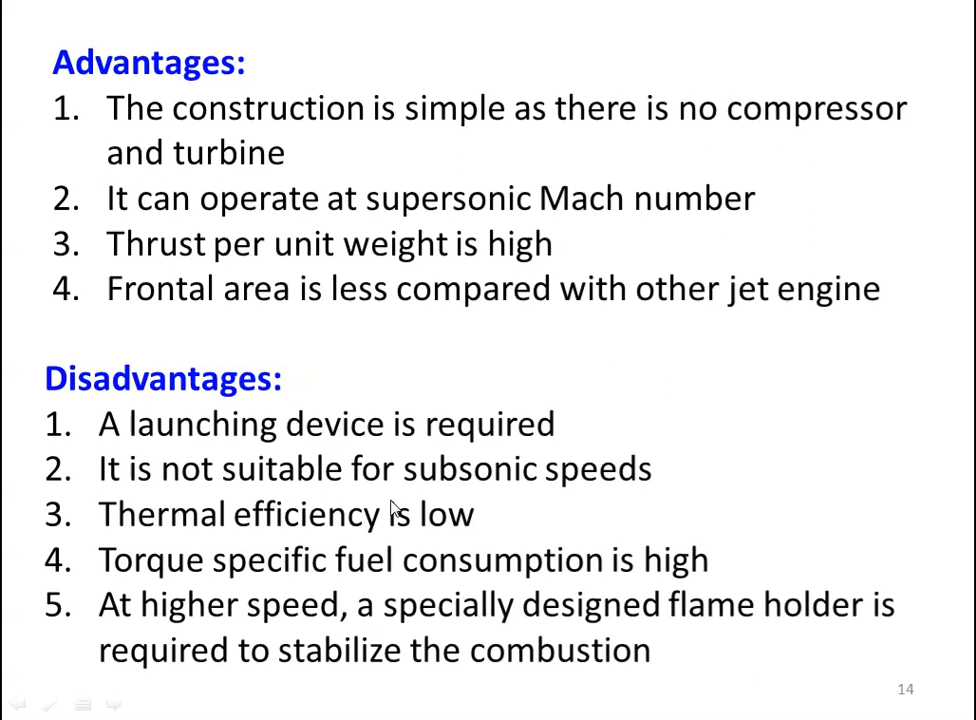 Advantages:
1. The construction is simple as there is no compressor
and turbine
2. It can operate at supersonic Mach number
3. Thrust per unit weight is high
4. Frontal area is less compared with other jet engine
Disadvantages:
1. A launching device is required
2. It is not suitable for subsonic speeds
3. Thermal efficiency is low
4. Torque specific fuel consumption is high
5. At higher speed, a specially designed flame holder is
required to stabilize the combustion
14